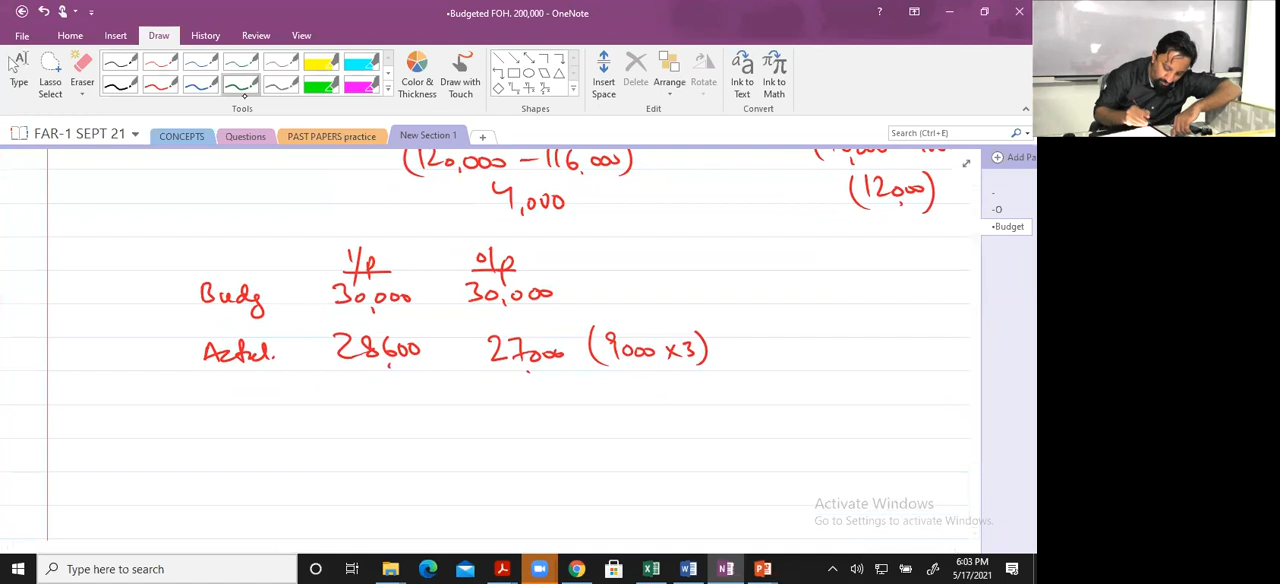 •Budgeted FOH. 200,000 - OneNote
File Home Insert Draw History Review View
Type
Lasso Select
Eraser
Color & Thickness
Draw with Touch
Insert Space
Delete
Arrange
Rotate
Ink to Text
Ink to Math
Tools
Shapes
Edit
Convert
FAR-1 SEPT 21
CONCEPTS
Questions
PAST PAPERS practice
New Section 1
Search (Ctrl+E)
Add Pa
-
-O
•Budget
(120,000 - 116,000)
4,000
(12,000)
I/p O/p
Budg 30,000 30,000
Actul. 28,600 27,000 (9000 x 3)
Activate Windows
Go to Settings to activate Windows.
Type here to search
6:03 PM
5/17/2021